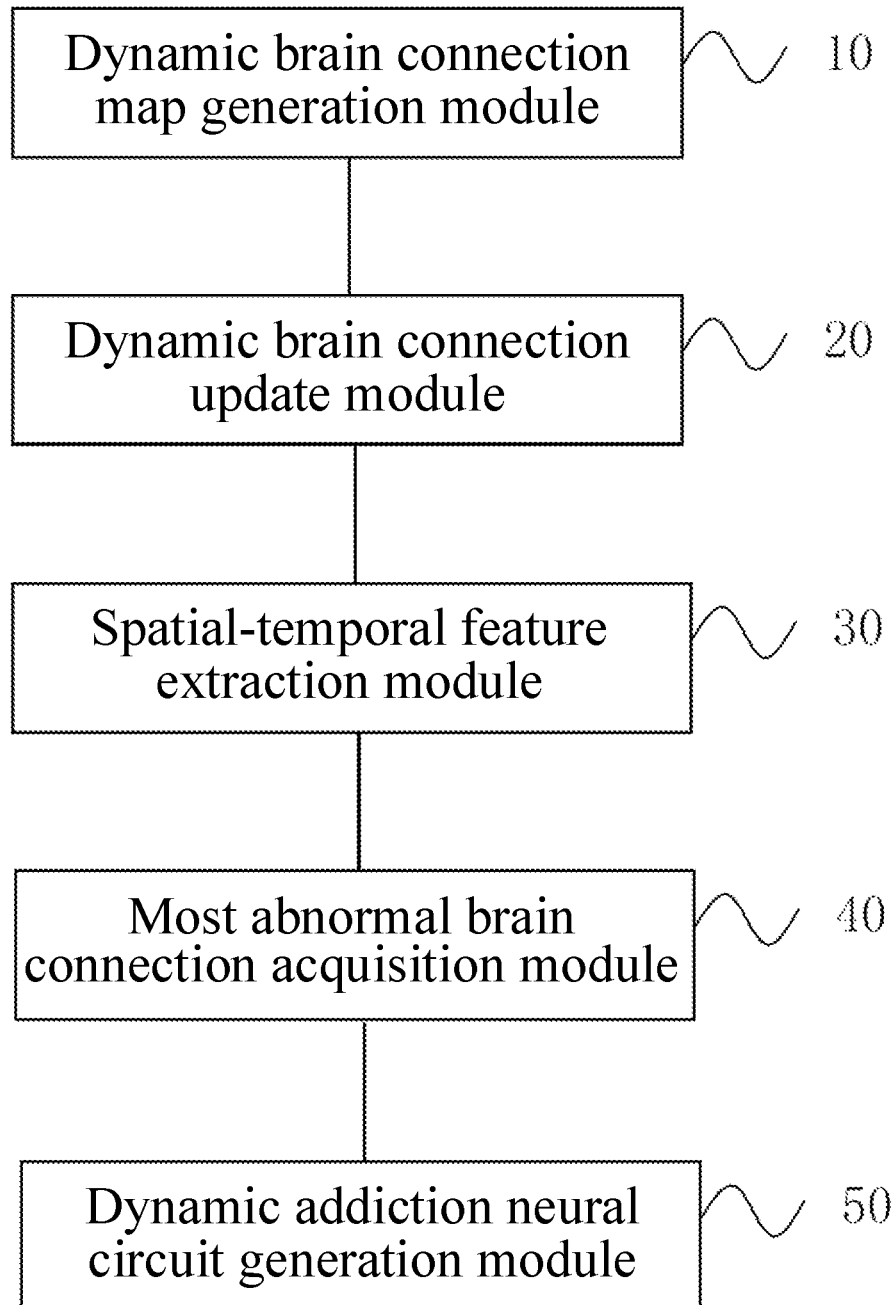 Dynamic brain connection
map generation module
10
Dynamic brain connection
update module
20
Spatial-temporal feature
extraction module
30
Most abnormal brain
connection acquisition module
40
Dynamic addiction neural
circuit generation module
50